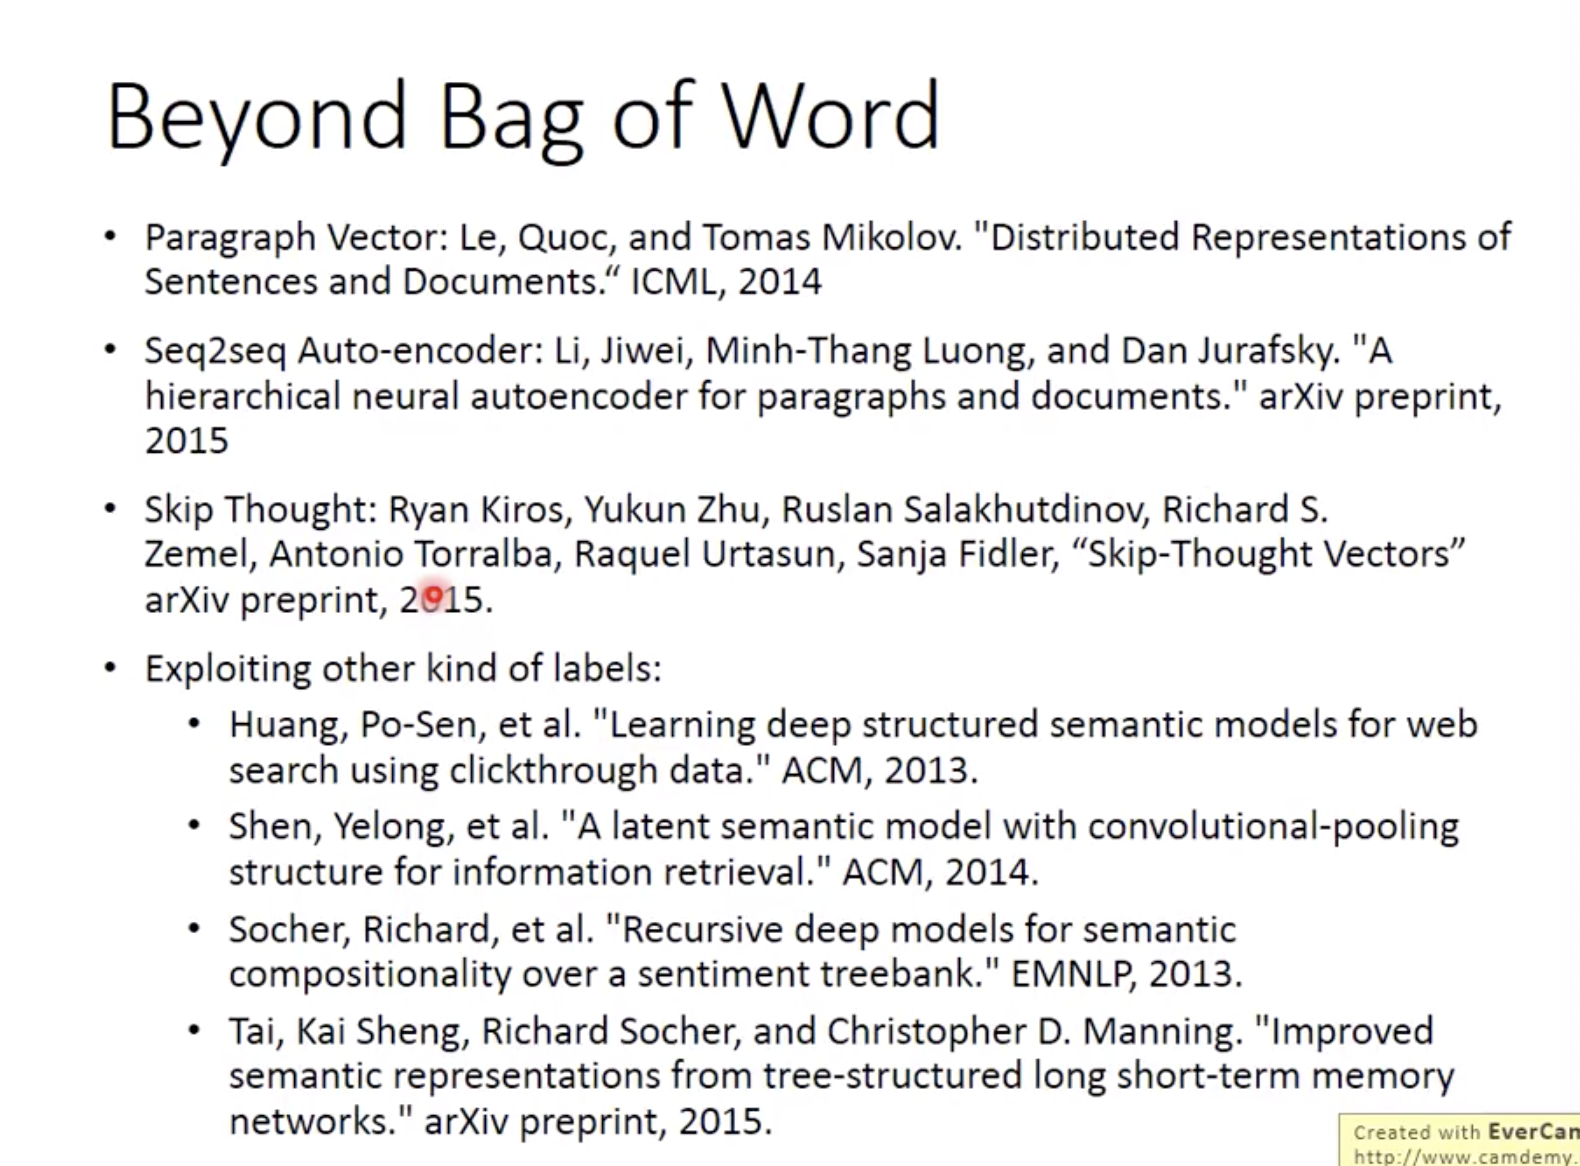 Beyond Bag of Word
• Paragraph Vector: Le, Quoc, and Tomas Mikolov. "Distributed Representations of
Sentences and Documents.“ ICML, 2014
• Seq2seq Auto-encoder: Li, Jiwei, Minh-Thang Luong, and Dan Jurafsky. "A
hierarchical neural autoencoder for paragraphs and documents." arXiv preprint,
2015
• Skip Thought: Ryan Kiros, Yukun Zhu, Ruslan Salakhutdinov, Richard S.
Zemel, Antonio Torralba, Raquel Urtasun, Sanja Fidler, “Skip-Thought Vectors”
arXiv preprint, 2015.
• Exploiting other kind of labels:
• Huang, Po-Sen, et al. "Learning deep structured semantic models for web
search using clickthrough data." ACM, 2013.
• Shen, Yelong, et al. "A latent semantic model with convolutional-pooling
structure for information retrieval." ACM, 2014.
• Socher, Richard, et al. "Recursive deep models for semantic
compositionality over a sentiment treebank." EMNLP, 2013.
• Tai, Kai Sheng, Richard Socher, and Christopher D. Manning. "Improved
semantic representations from tree-structured long short-term memory
networks." arXiv preprint, 2015.
Created with EverCam
http://www.camdemy.